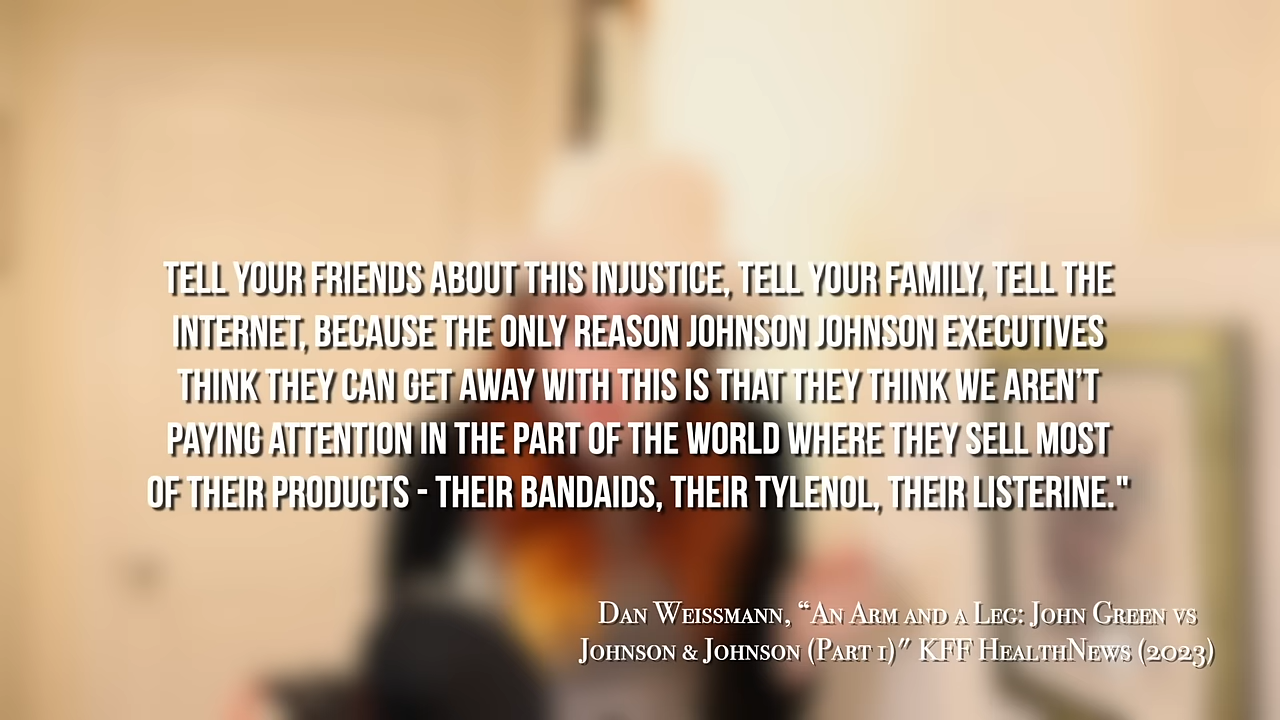 TELL YOUR FRIENDS ABOUT THIS INJUSTICE, TELL YOUR FAMILY, TELL THE
INTERNET, BECAUSE THE ONLY REASON JOHNSON JOHNSON EXECUTIVES
THINK THEY CAN GET AWAY WITH THIS IS THAT THEY THINK WE AREN'T
PAYING ATTENTION IN THE PART OF THE WORLD WHERE THEY SELL MOST
OF THEIR PRODUCTS - THEIR BANDAIDS, THEIR TYLENOL, THEIR LISTERINE."
Dan Weissmann, “An Arm and a Leg: John Green vs
Johnson & Johnson (Part 1)” KFF HealthNews (2023)